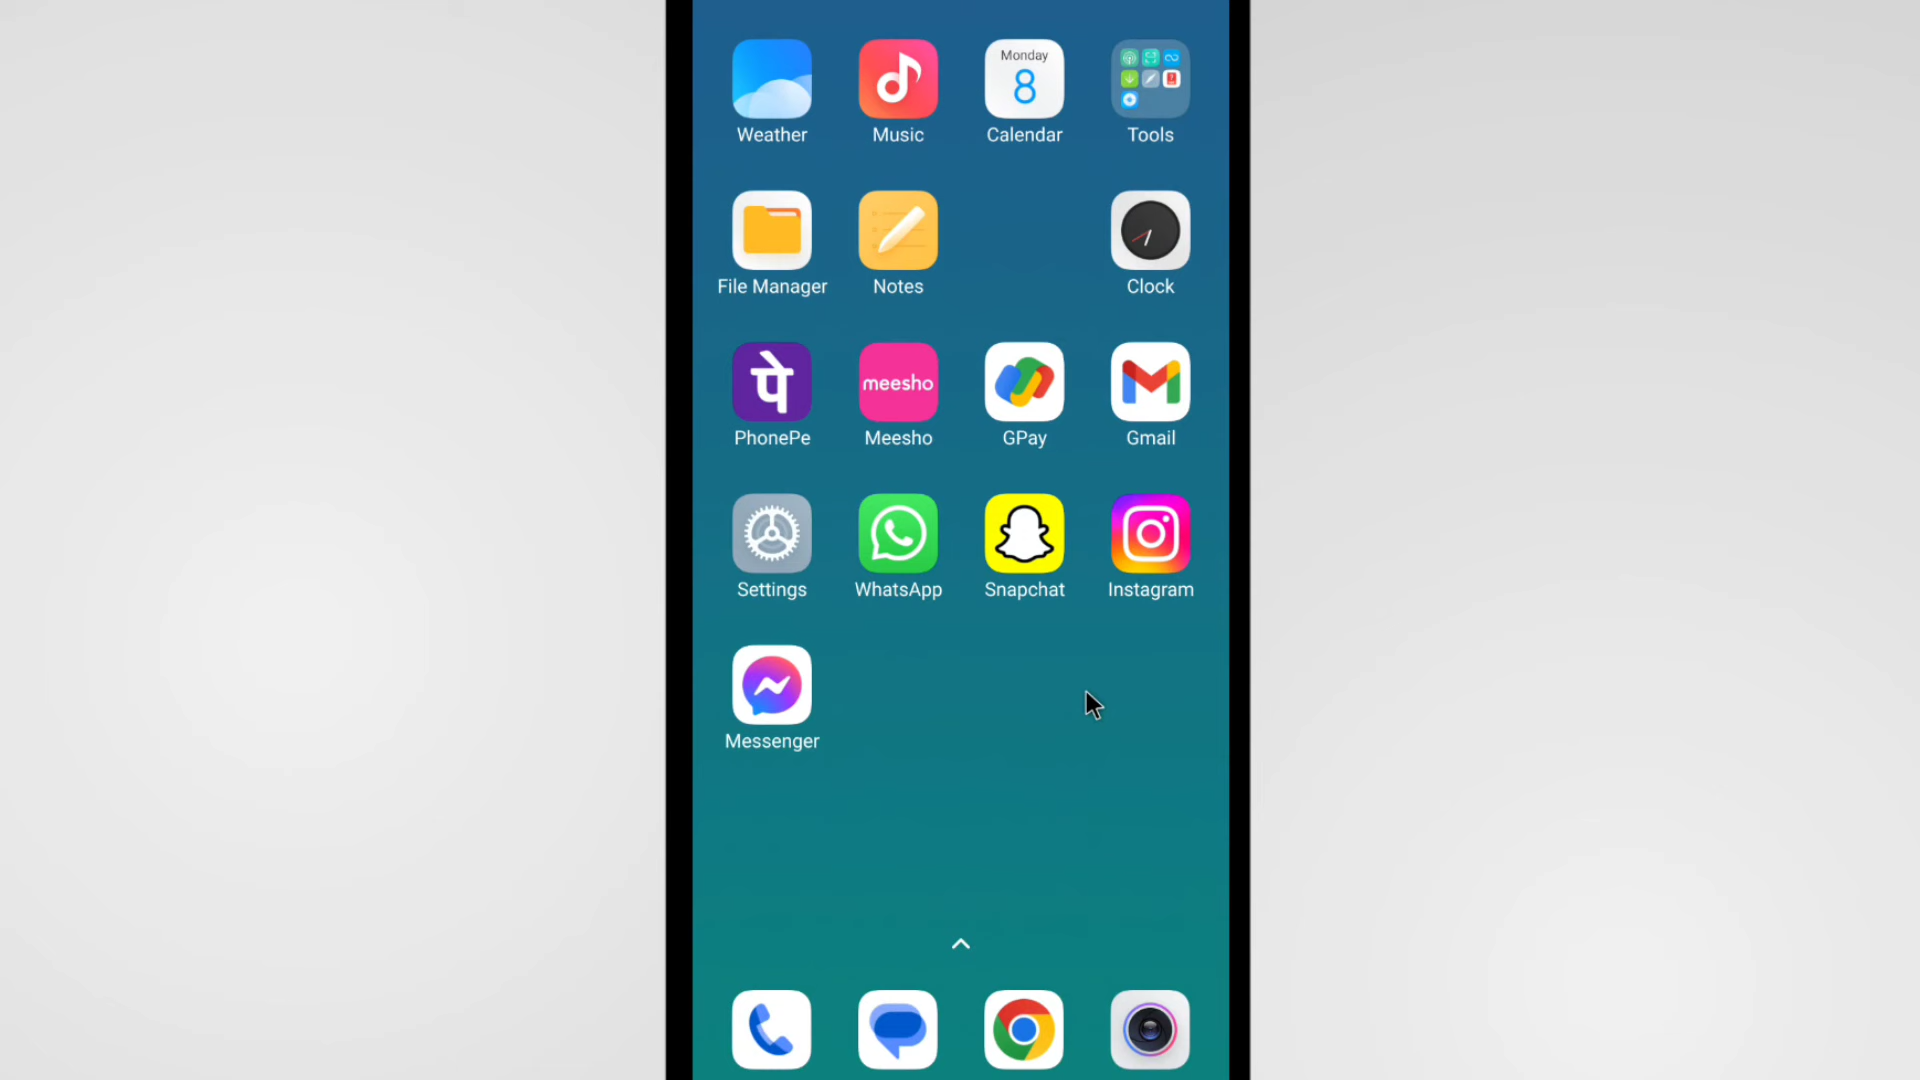 Monday
8
Weather Music Calendar Tools
File Manager Notes Clock
पे
meesho
PhonePe Meesho GPay Gmail
Settings WhatsApp Snapchat Instagram
Messenger